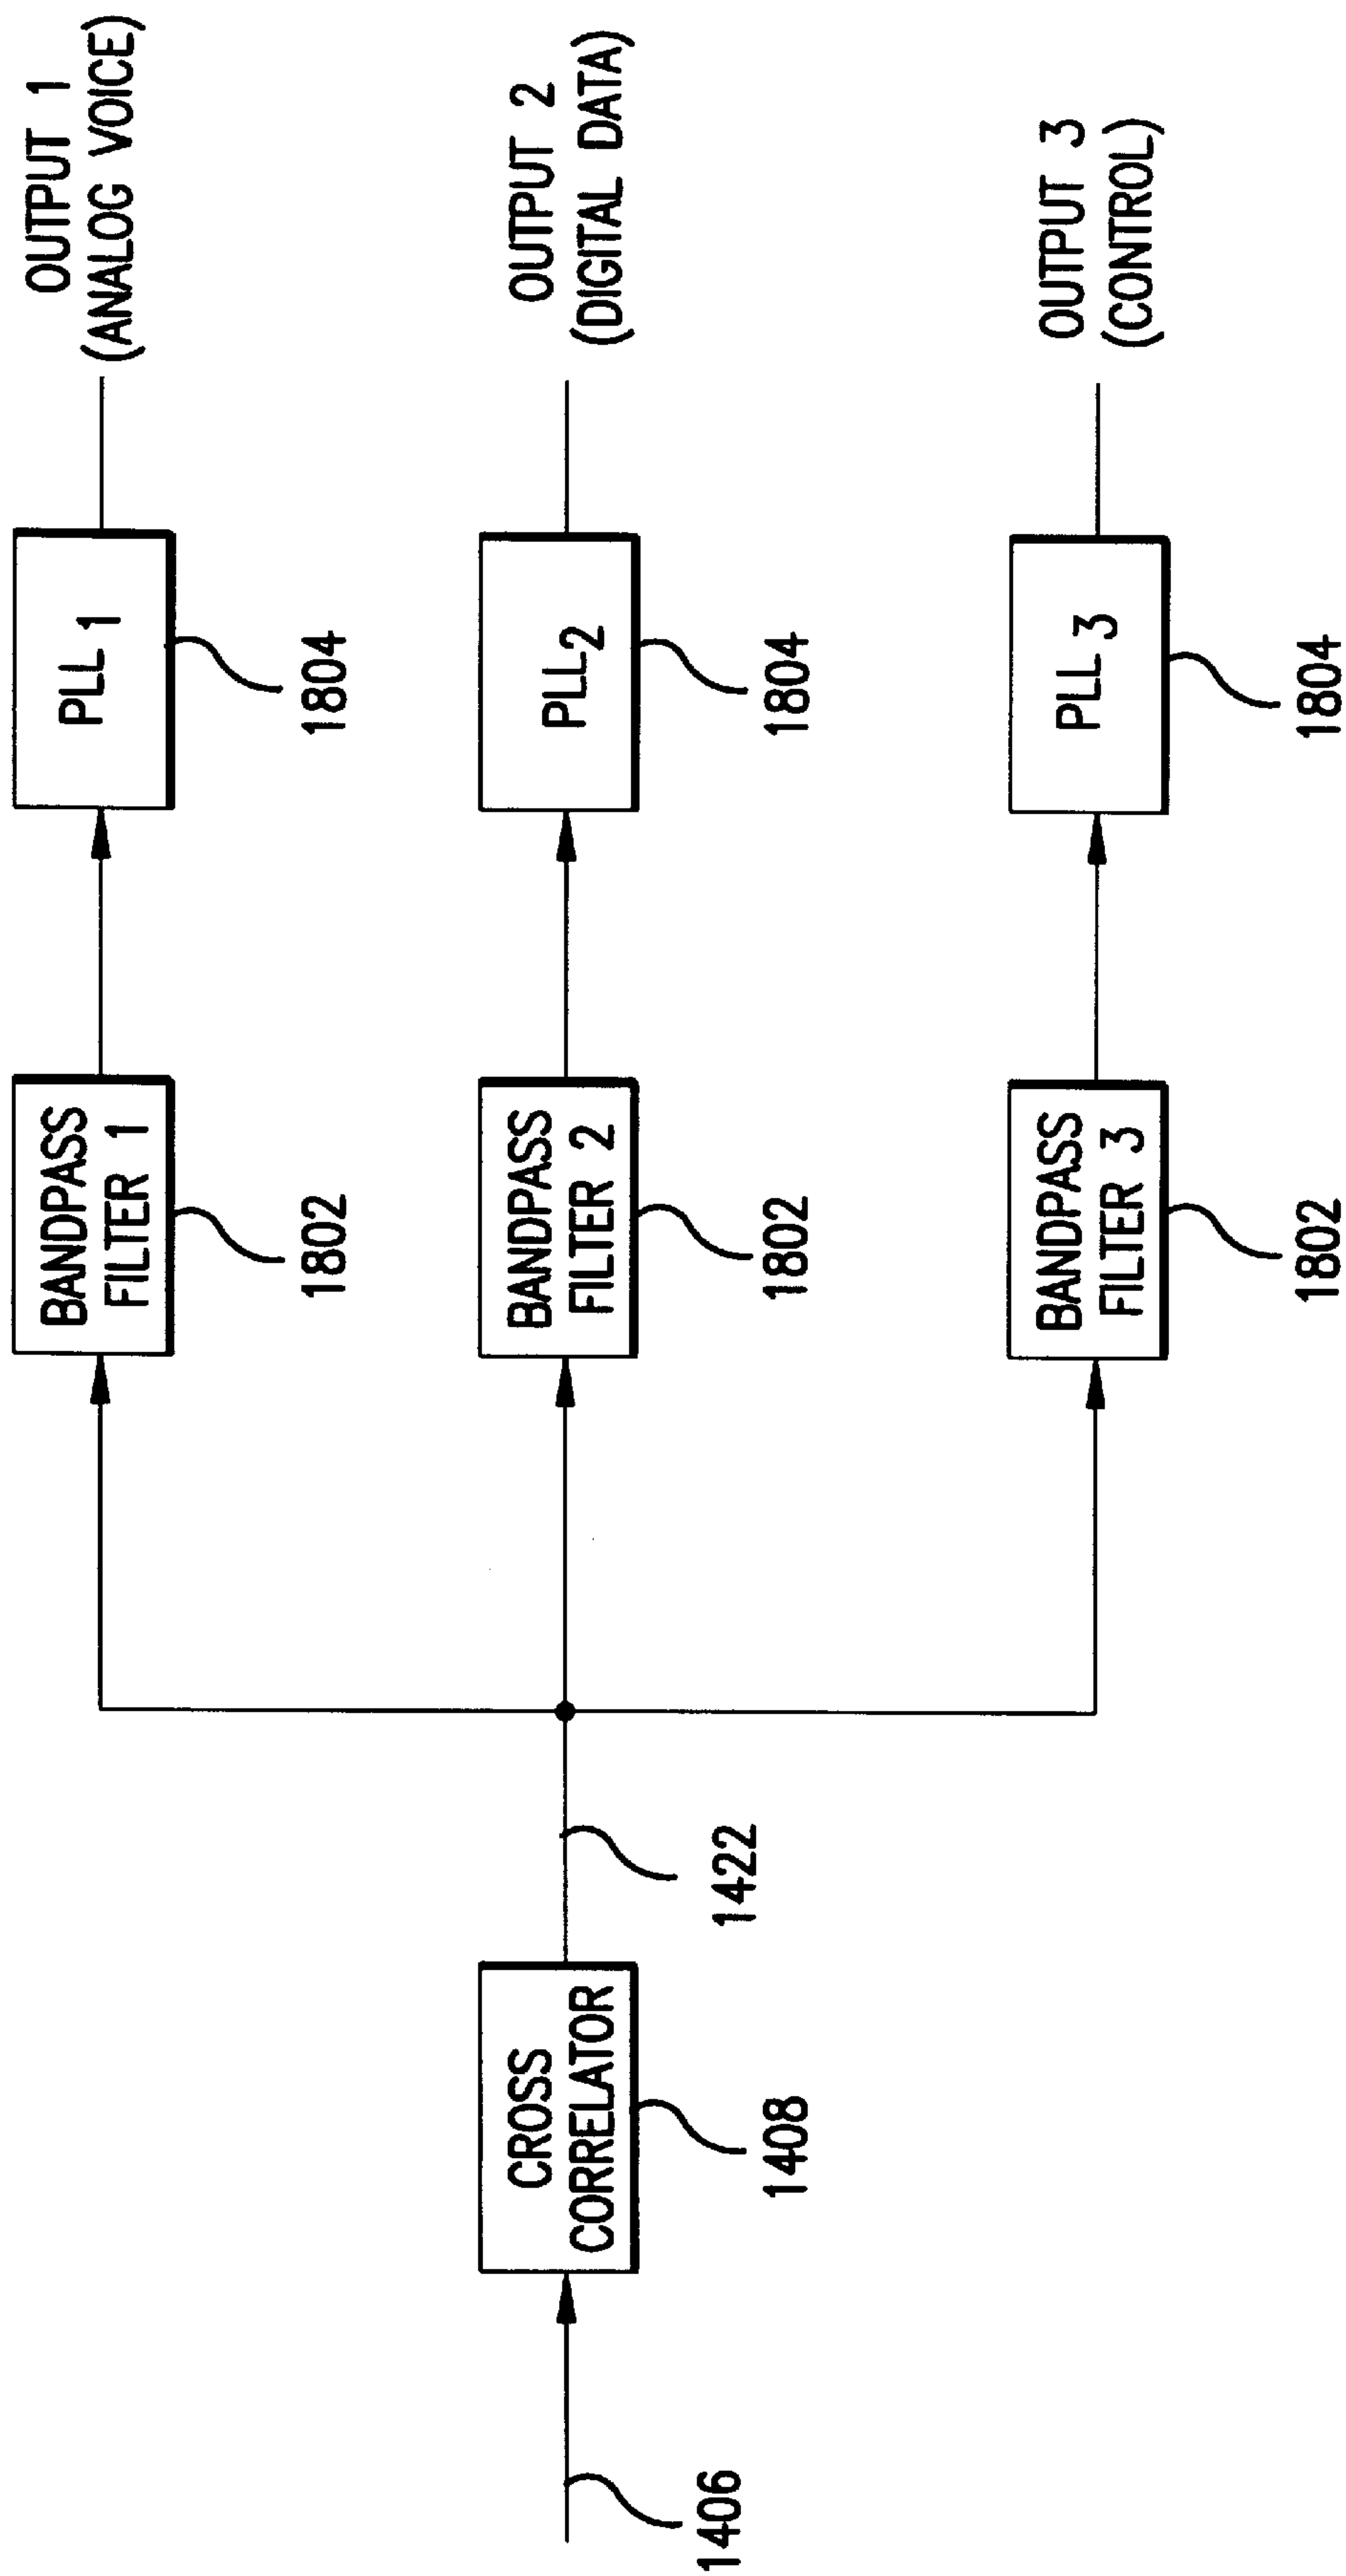 OUTPUT 1
(ANALOG VOICE)
PLL 1
1804
BANDPASS
FILTER 1
1802
OUTPUT 2
(DIGITAL DATA)
PLL2
1804
BANDPASS
FILTER 2
1802
1422
CROSS
CORRELATOR
1408
1406
OUTPUT 3
(CONTROL)
PLL 3
1804
BANDPASS
FILTER 3
1802